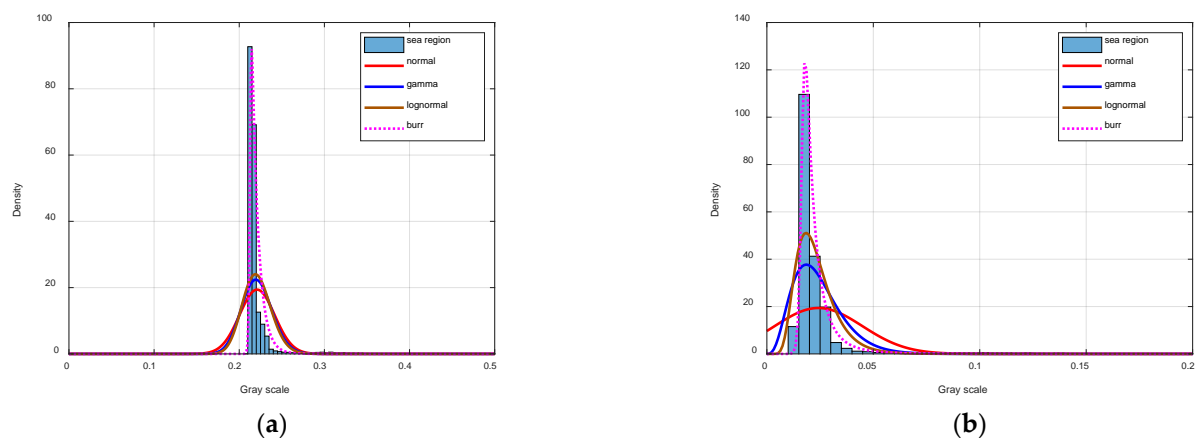 100
80
60
40
20
0
Density
0
0.1
0.2
0.3
0.4
0.5
Gray scale
sea region
normal
gamma
lognormal
burr
(a)
140
120
100
80
60
40
20
0
Density
0
0.05
0.1
0.15
0.2
Gray scale
sea region
normal
gamma
lognormal
burr
(b)